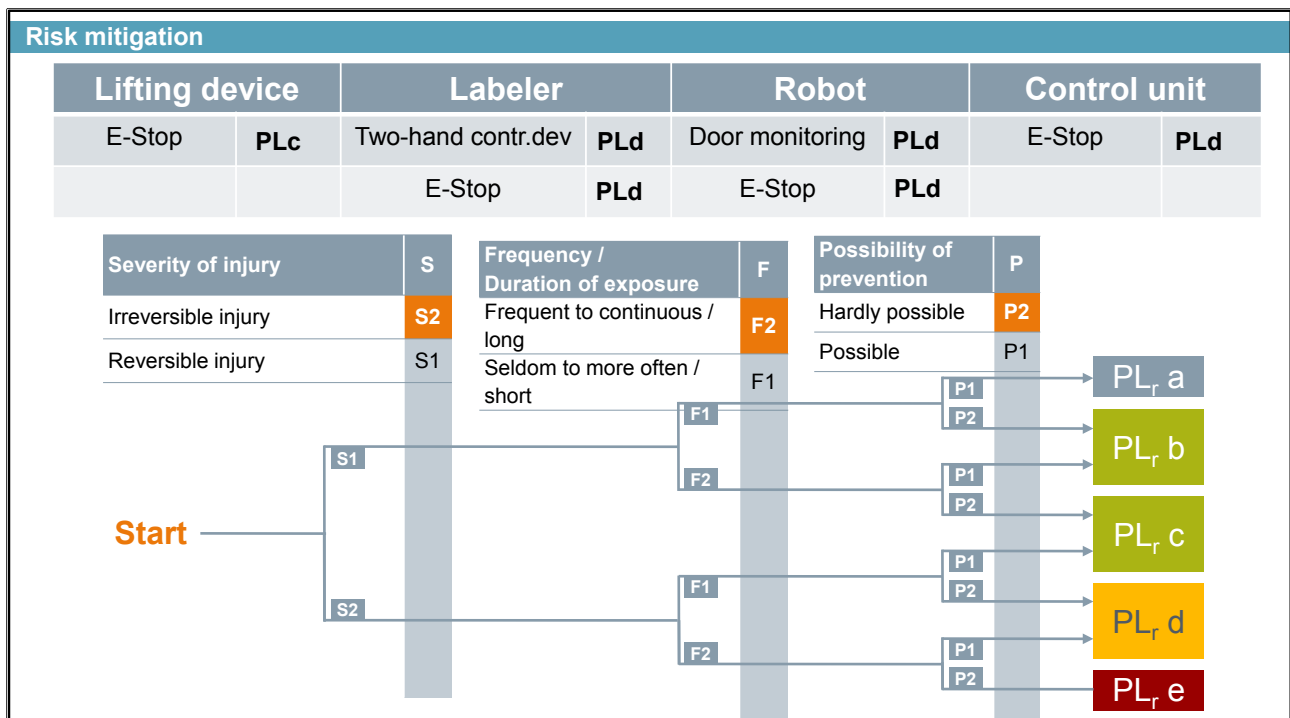 Risk mitigation
Lifting device Labeler Robot Control unit
E-Stop PLc Two-hand contr.dev PLd Door monitoring PLd E-Stop PLd
E-Stop PLd E-Stop PLd
Severity of injury S
Irreversible injury S2
Reversible injury S1
Frequency /
Duration of exposure F
Frequent to continuous /
long F2
Seldom to more often /
short F1
Possibility of
prevention P
Hardly possible P2
Possible P1
Start
S1
S2
F1
F2
F1
F2
P1
P2
P1
P2
P1
P2
P1
P2
PLr a
PLr b
PLr c
PLr d
PLr e